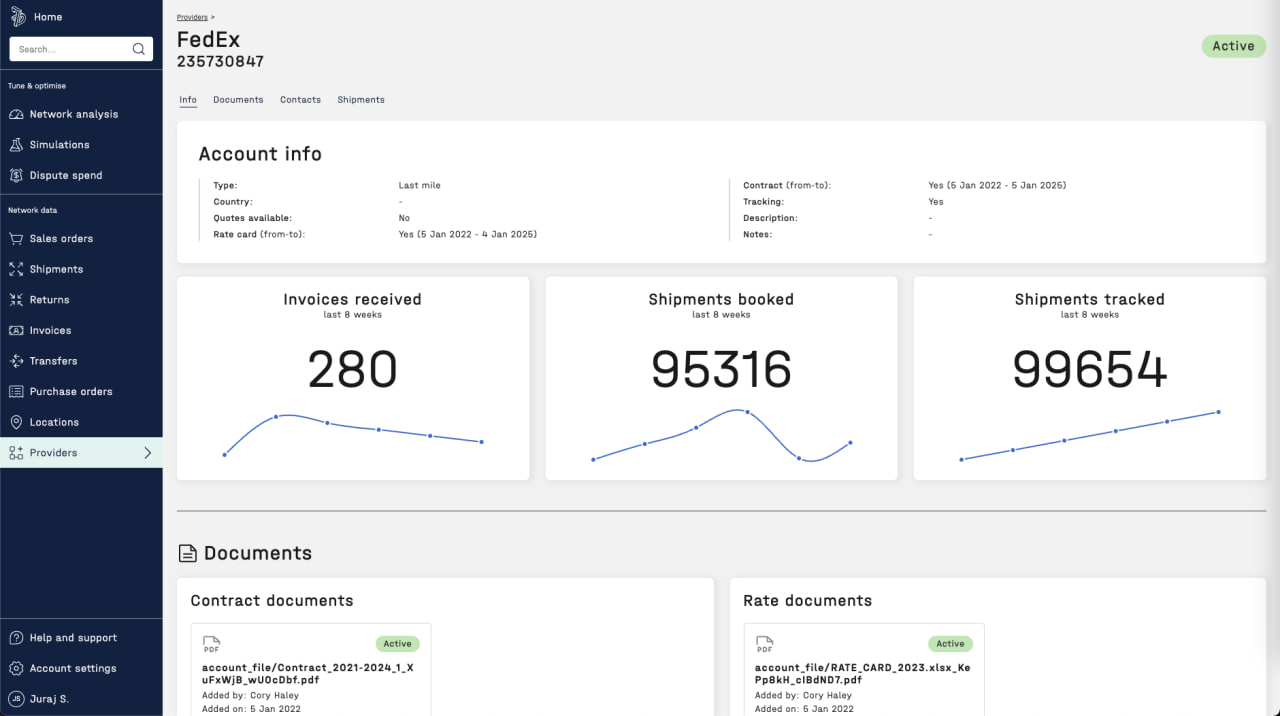 Home
Search...
Tune & optimise
Network analysis
Simulations
Dispute spend
Network data
Sales orders
Shipments
Returns
Invoices
Transfers
Purchase orders
Locations
Providers
Help and support
Account settings
JS Juraj S.
Providers >
FedEx
235730847
Active
Info Documents Contacts Shipments
Account info
Type: Last mile
Country: -
Quotes available: No
Rate card (from-to): Yes (5 Jan 2022 - 4 Jan 2025)
Contract (from-to): Yes (5 Jan 2022 - 5 Jan 2025)
Tracking: Yes
Description: -
Notes: -
Invoices received
last 8 weeks
280
Shipments booked
last 8 weeks
95316
Shipments tracked
last 8 weeks
99654
Documents
Contract documents
PDF
Active
account_file/Contract_2021-2024_1_X
uFxWjB_wU0cDbf.pdf
Added by: Cory Haley
Added on: 5 Jan 2022
Rate documents
PDF
Active
account_file/RATE_CARD_2023.xlsx_Ke
Pp8kH_cIBdND7.pdf
Added by: Cory Haley
Added on: 5 Jan 2022